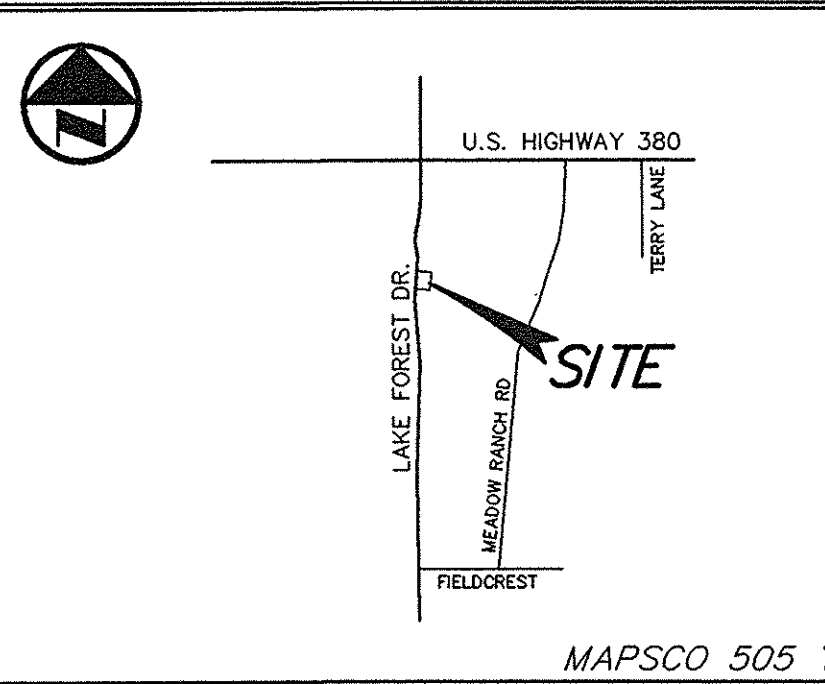 N
U.S. HIGHWAY 380
TERRY LANE
LAKE FOREST DR.
SITE
MEADOW RANCH RD
FIELDCREST
MAPSCO 505